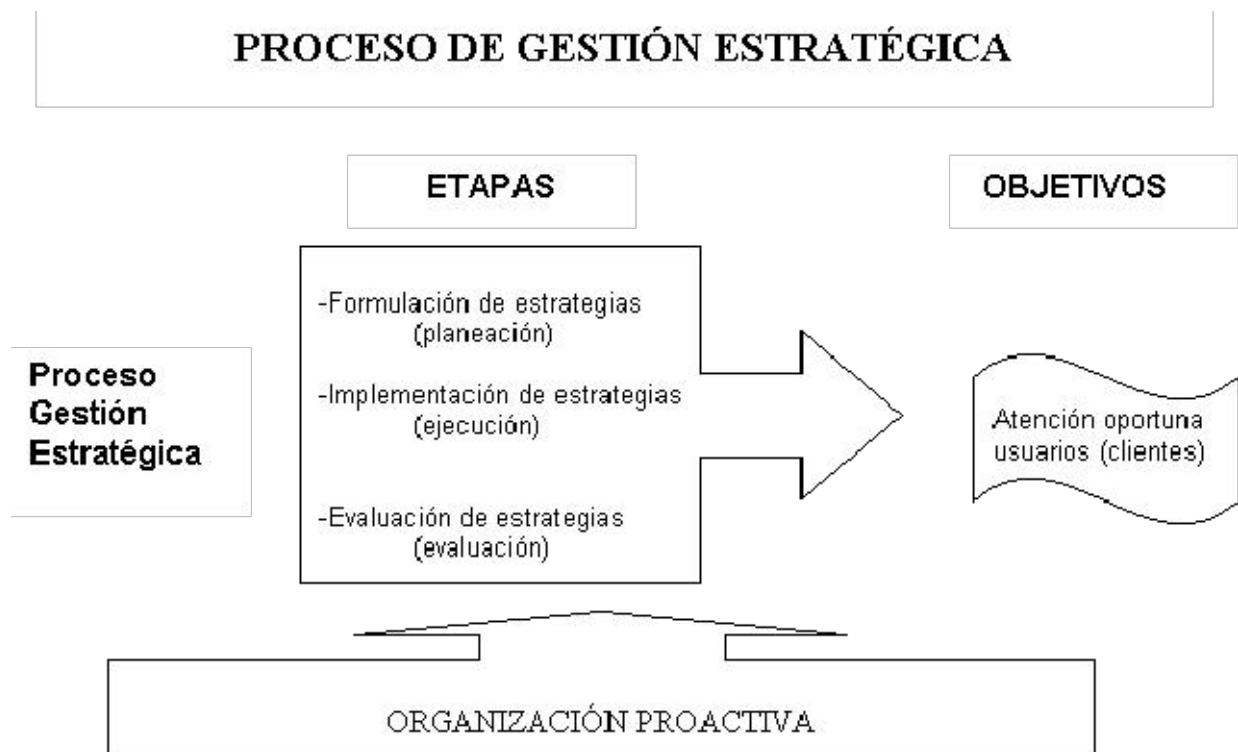 PROCESO DE GESTIÓN ESTRATÉGICA
ETAPAS
OBJETIVOS
Proceso
Gestión
Estratégica
-Formulación de estrategias
(planeación)
-Implementación de estrategias
(ejecución)
-Evaluación de estrategias
(evaluación)
Atención oportuna
usuarios (clientes)
ORGANIZACIÓN PROACTIVA